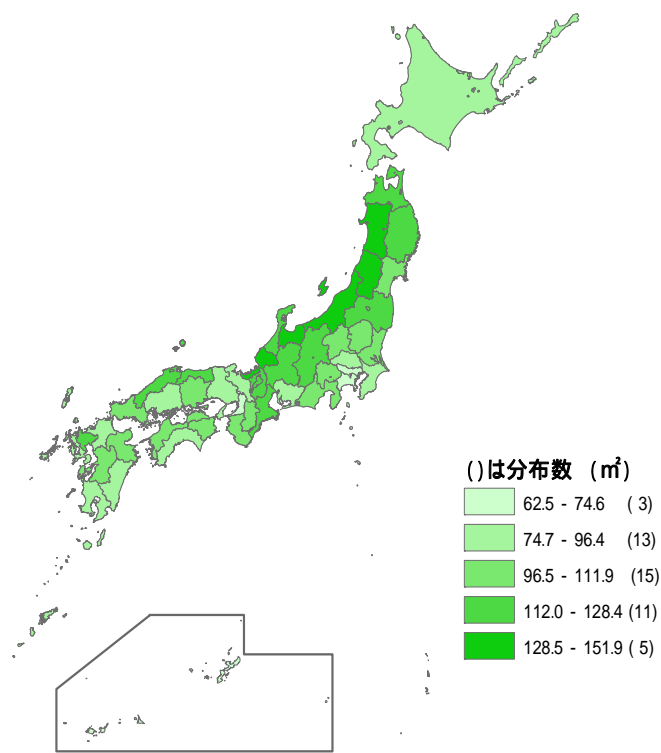 ()は分布数 (㎡)
62.5 - 74.6 ( 3)
74.7 - 96.4 (13)
96.5 - 111.9 (15)
112.0 - 128.4 (11)
128.5 - 151.9 ( 5)